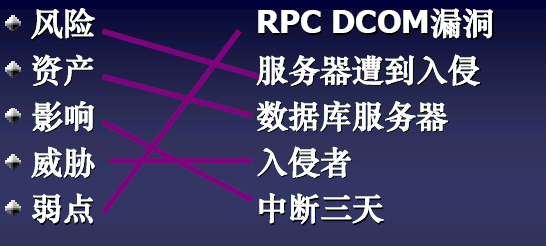 风险
RPC DCOM漏洞
资产
服务器遭到入侵
影响
数据库服务器
威胁
入侵者
弱点
中断三天